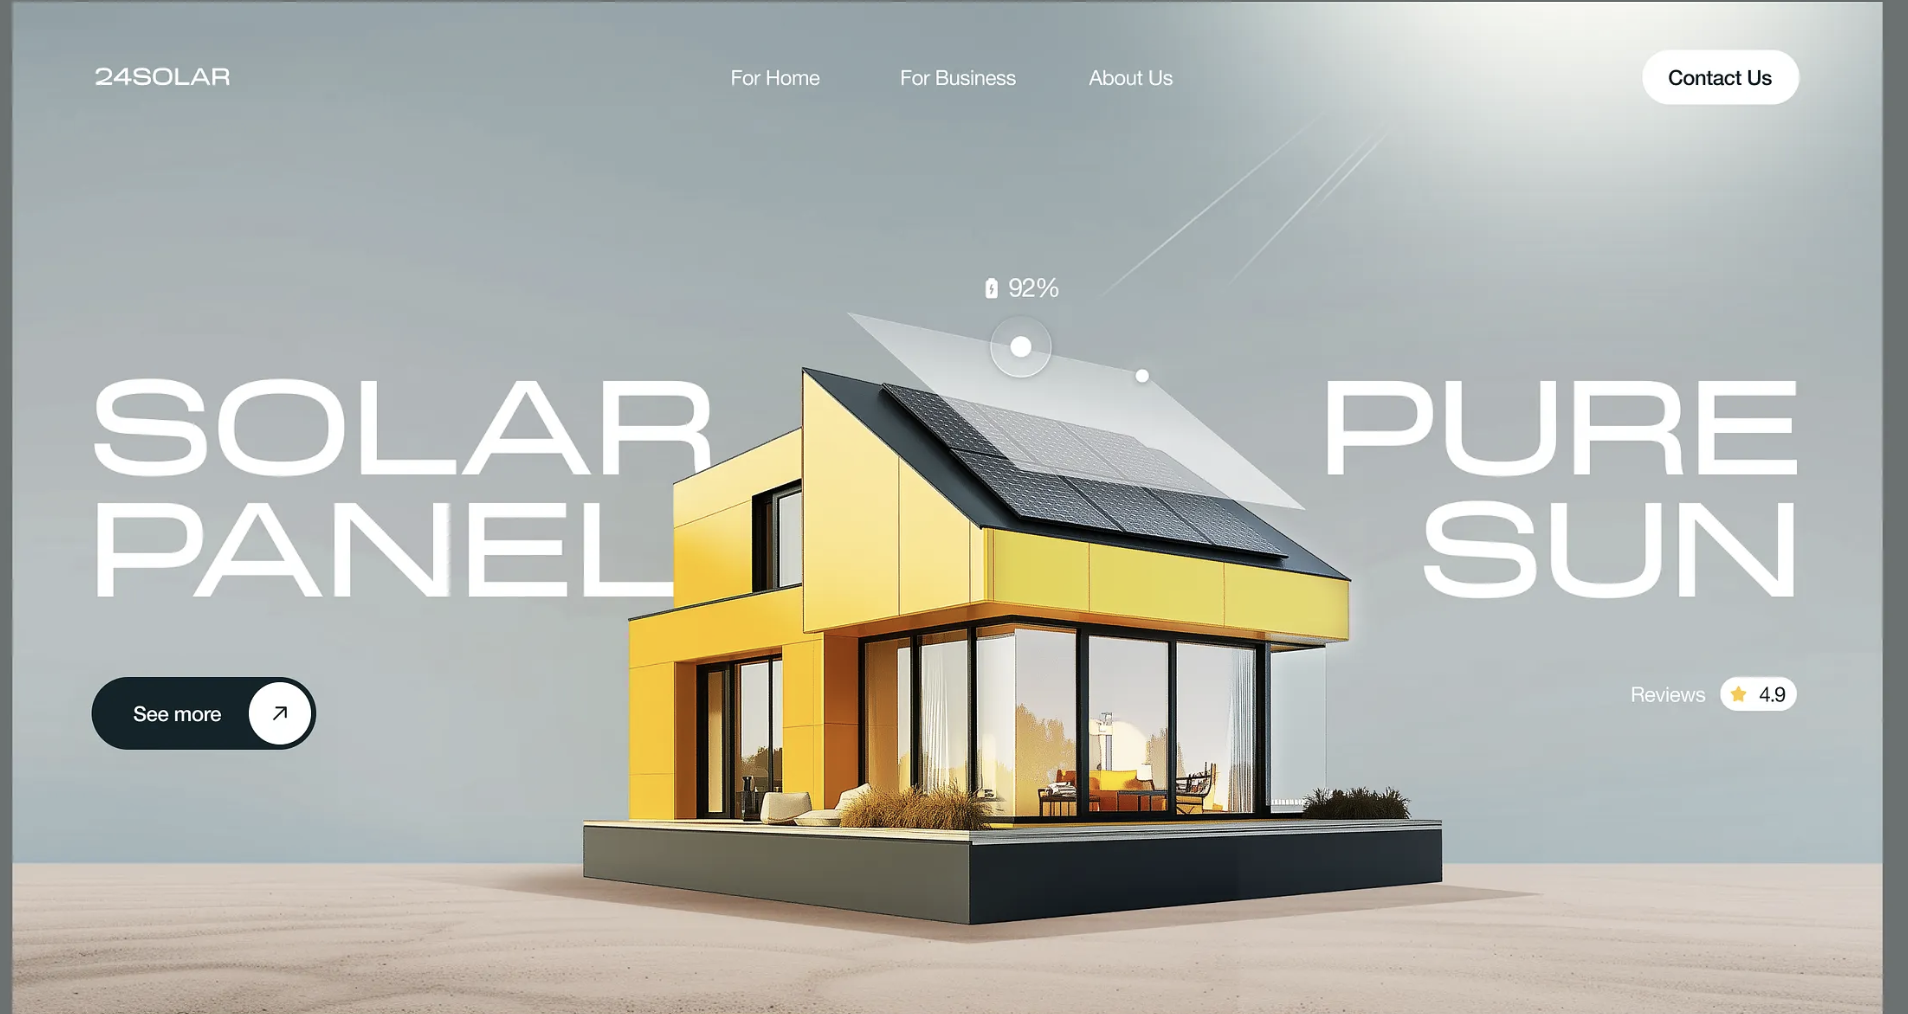 24SOLAR
For Home
For Business
About Us
Contact Us
92%
SOLAR
PANEL
PURE
SUN
See more
Reviews
4.9